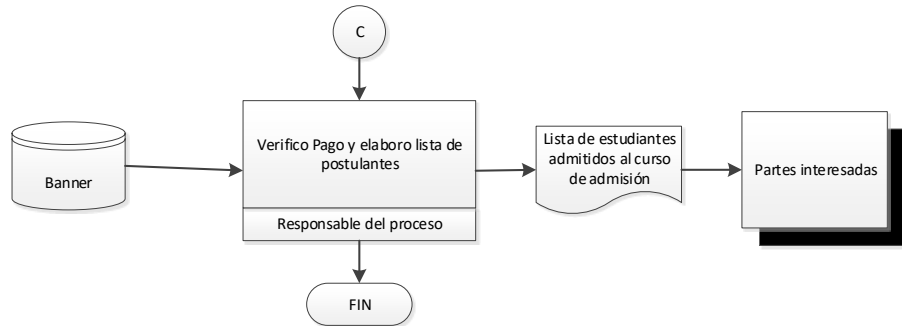 C
Banner
Verifico Pago y elaboro lista de
postulantes
Responsable del proceso
Lista de estudiantes
admitidos al curso
de admisión
Partes interesadas
FIN